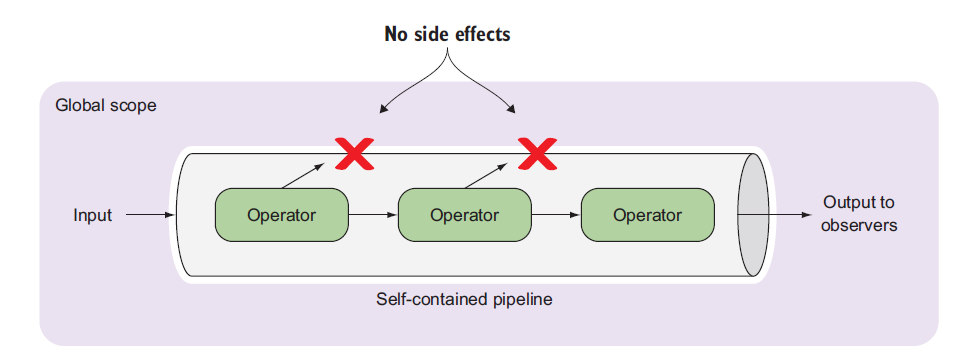 No side effects
Global scope
Input
Operator
Operator
Operator
Output to
observers
Self-contained pipeline